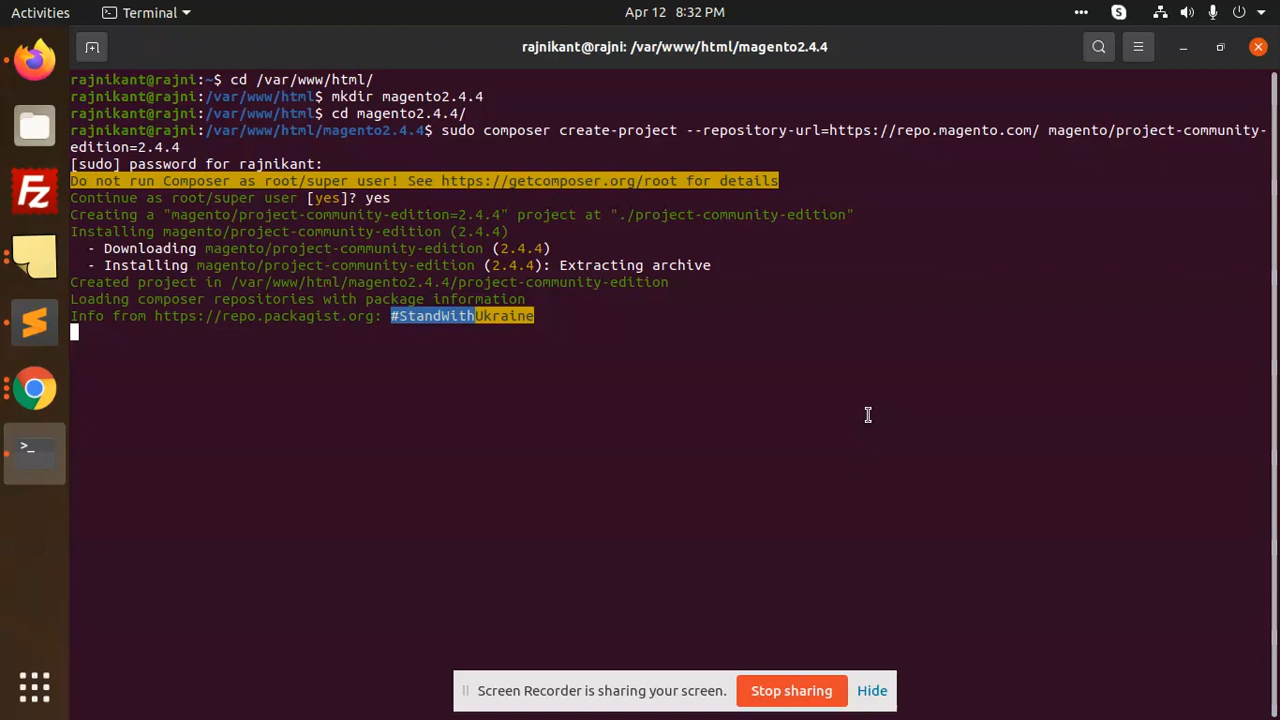 Activities
Terminal
Apr 12 8:32 PM
rajnikant@rajni: /var/www/html/magento2.4.4
rajnikant@rajni:~$ cd /var/www/html/
rajnikant@rajni:/var/www/html$ mkdir magento2.4.4
rajnikant@rajni:/var/www/html$ cd magento2.4.4/
rajnikant@rajni:/var/www/html/magento2.4.4$ sudo composer create-project --repository-url=https://repo.magento.com/ magento/project-community-
edition=2.4.4
[sudo] password for rajnikant:
Do not run Composer as root/super user! See https://getcomposer.org/root for details
Continue as root/super user [yes]? yes
Creating a "magento/project-community-edition=2.4.4" project at "./project-community-edition"
Installing magento/project-community-edition (2.4.4)
- Downloading magento/project-community-edition (2.4.4)
- Installing magento/project-community-edition (2.4.4): Extracting archive
Created project in /var/www/html/magento2.4.4/project-community-edition
Loading composer repositories with package information
Info from https://repo.packagist.org: #StandWithUkraine
Fz
>_
Screen Recorder is sharing your screen.
Stop sharing
Hide